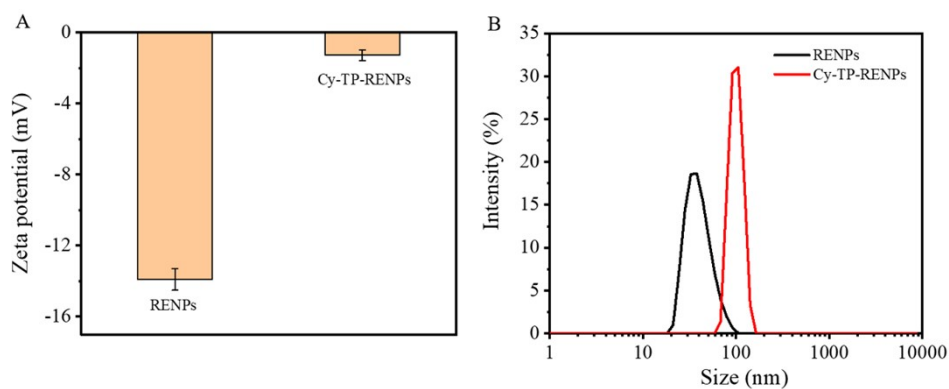 A
Zeta potential (mV)
0
-4
-8
-12
-16
RENPs
Cy-TP-RENPs
B
Intensity (%)
35
30
25
20
15
10
5
0
RENPs
Cy-TP-RENPs
1
10
100
1000
10000
Size (nm)